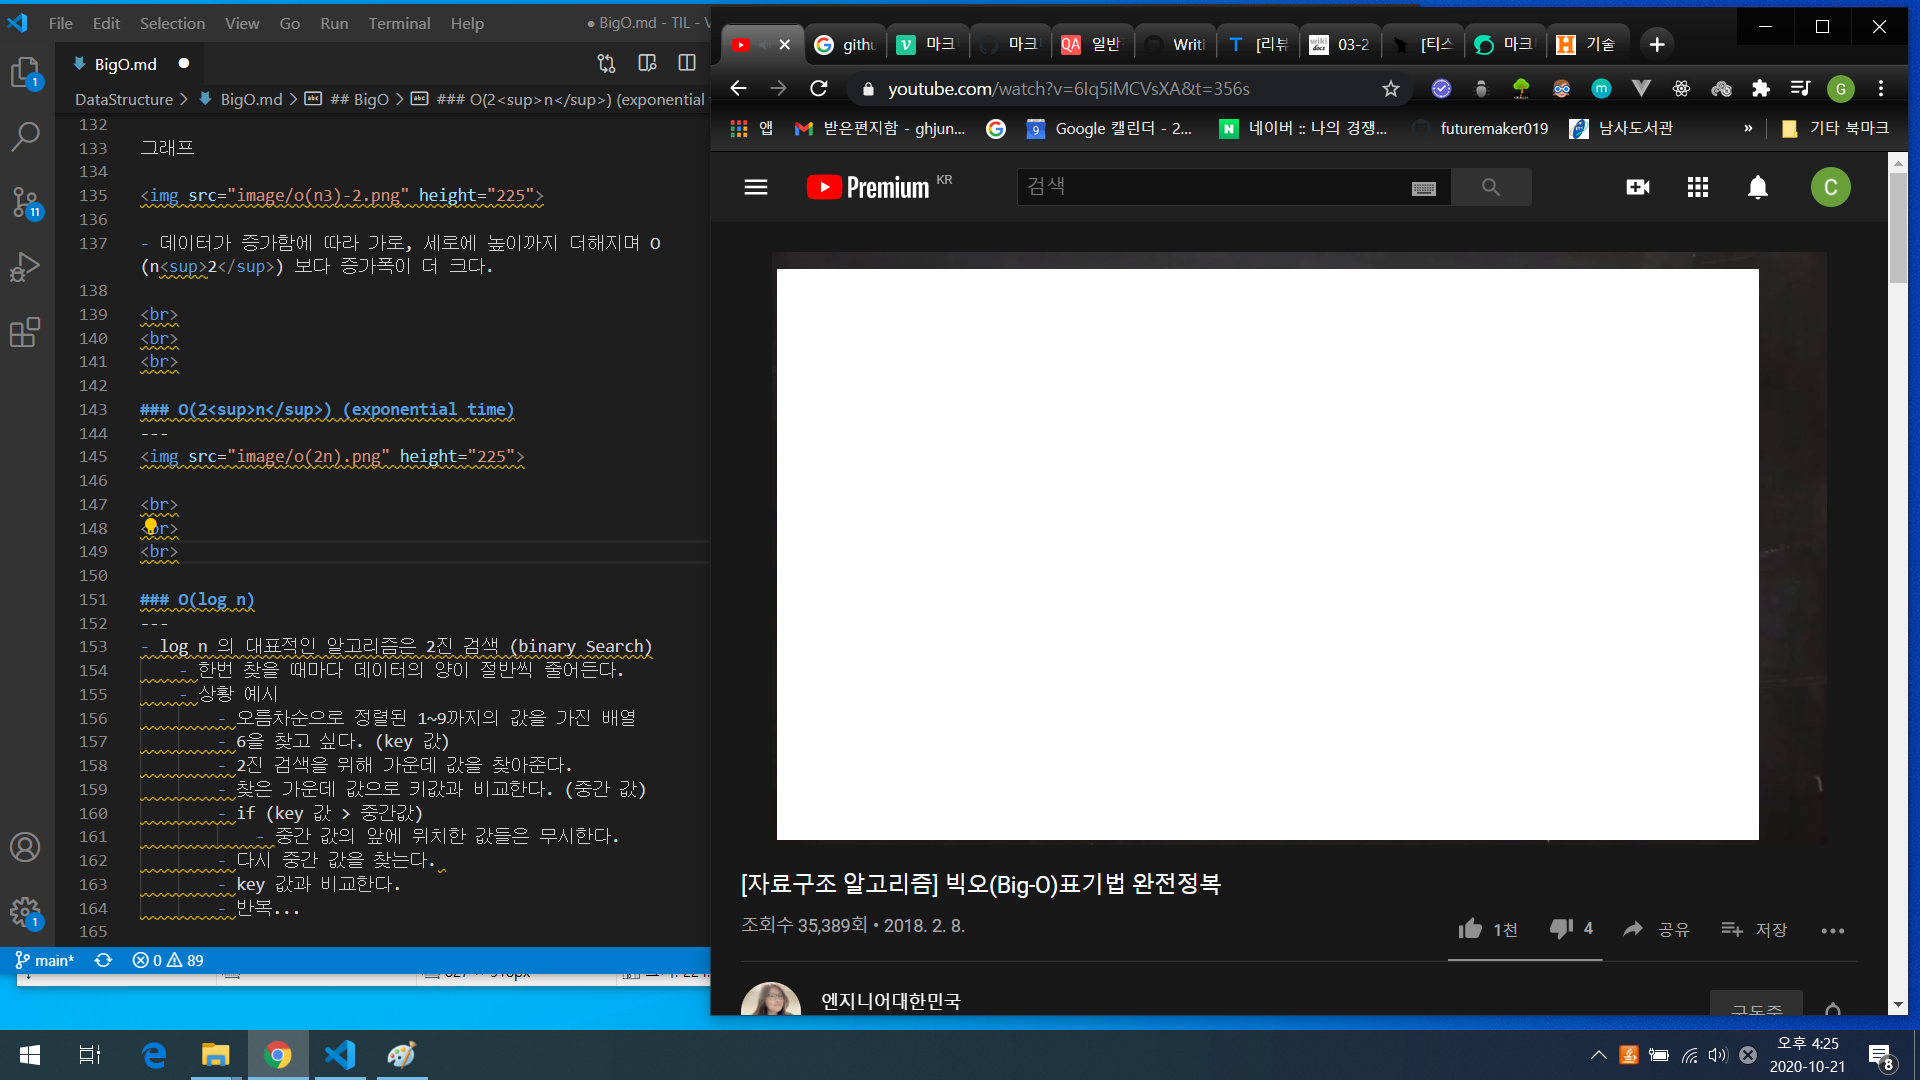 File Edit Selection View Go Run Terminal Help
● BigO.md - TIL - V
BigO.md ●
DataStructure > BigO.md > ## BigO > ### O(2<sup>n</sup>) (exponential
132
133 그래프
134
135 <img src="image/o(n3)-2.png" height="225">
136
137 - 데이터가 증가함에 따라 가로, 세로에 높이까지 더해지며 O
(n<sup>2</sup>) 보다 증가폭이 더 크다.
138
139 <br>
140 <br>
141 <br>
142
143 ### O(2<sup>n</sup>) (exponential time)
144 ---
145 <img src="image/o(2n).png" height="225">
146
147 <br>
148 <br>
149 <br>
150
151 ### O(log n)
152 ---
153 - log n 의 대표적인 알고리즘은 2진 검색 (binary Search)
154 - 한번 찾을 때마다 데이터의 양이 절반씩 줄어든다.
155 - 상황 예시
156 - 오름차순으로 정렬된 1~9까지의 값을 가진 배열
157 - 6을 찾고 싶다. (key 값)
158 - 2진 검색을 위해 가운데 값을 찾아준다.
159 - 찾은 가운데 값으로 키값과 비교한다. (중간 값)
160 - if (key 값 > 중간값)
161 - 중간 값의 앞에 위치한 값들은 무시한다.
162 - 다시 중간 값을 찾는다.
163 - key 값과 비교한다.
164 - 반복...
165
main* 0 89
1
11
1
githu 마크 마크 QA 일반 Writi T [리뷰 wiki docs 03-2 [티스 마크 H 기술
youtube.com/watch?v=6Iq5iMCVsXA&t=356s
G
앱 받은편지함 - ghjun... Google 캘린더 - 2... 네이버 :: 나의 경쟁... futuremaker019 남사도서관 » 기타 북마크
Premium KR
검색
C
[자료구조 알고리즘] 빅오(Big-O)표기법 완전정복
조회수 35,389회 • 2018. 2. 8.
1천 4 공유 저장
엔지니어대한민국
구독중
오후 4:25
2020-10-21
8